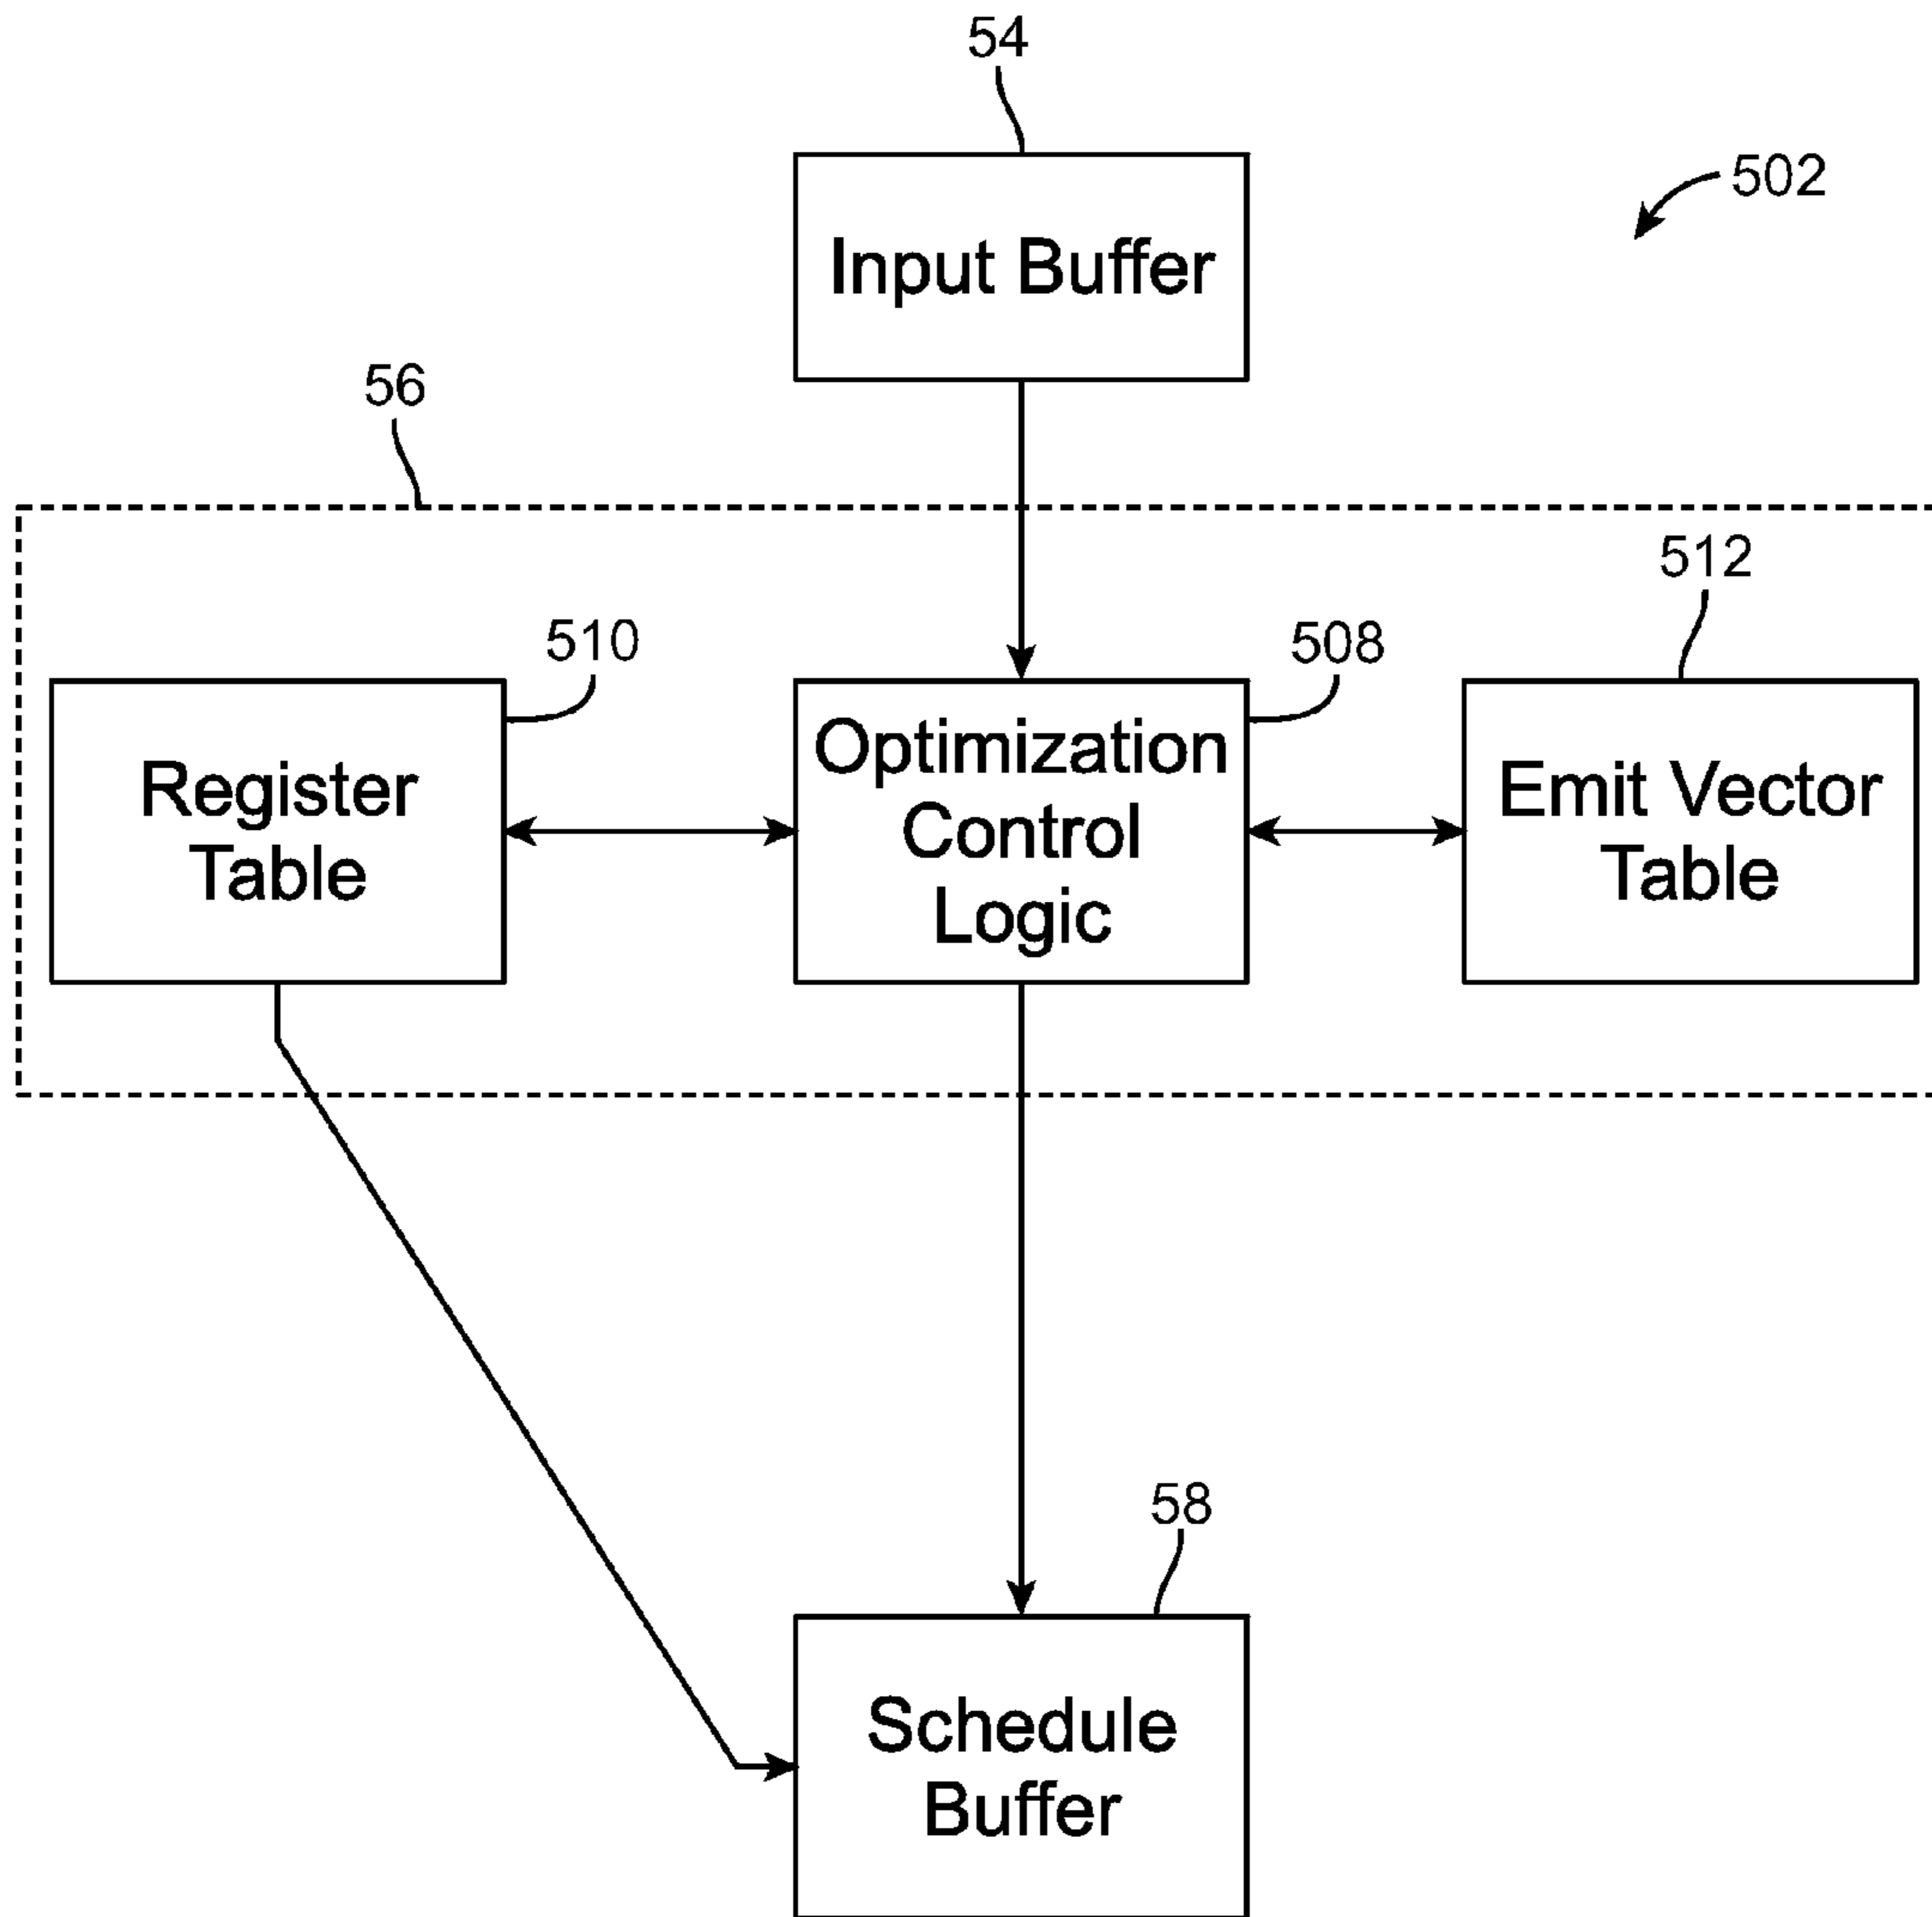 54
502
Input Buffer
56
512
510
508
Register
Table
Optimization
Control
Logic
Emit Vector
Table
58
Schedule
Buffer